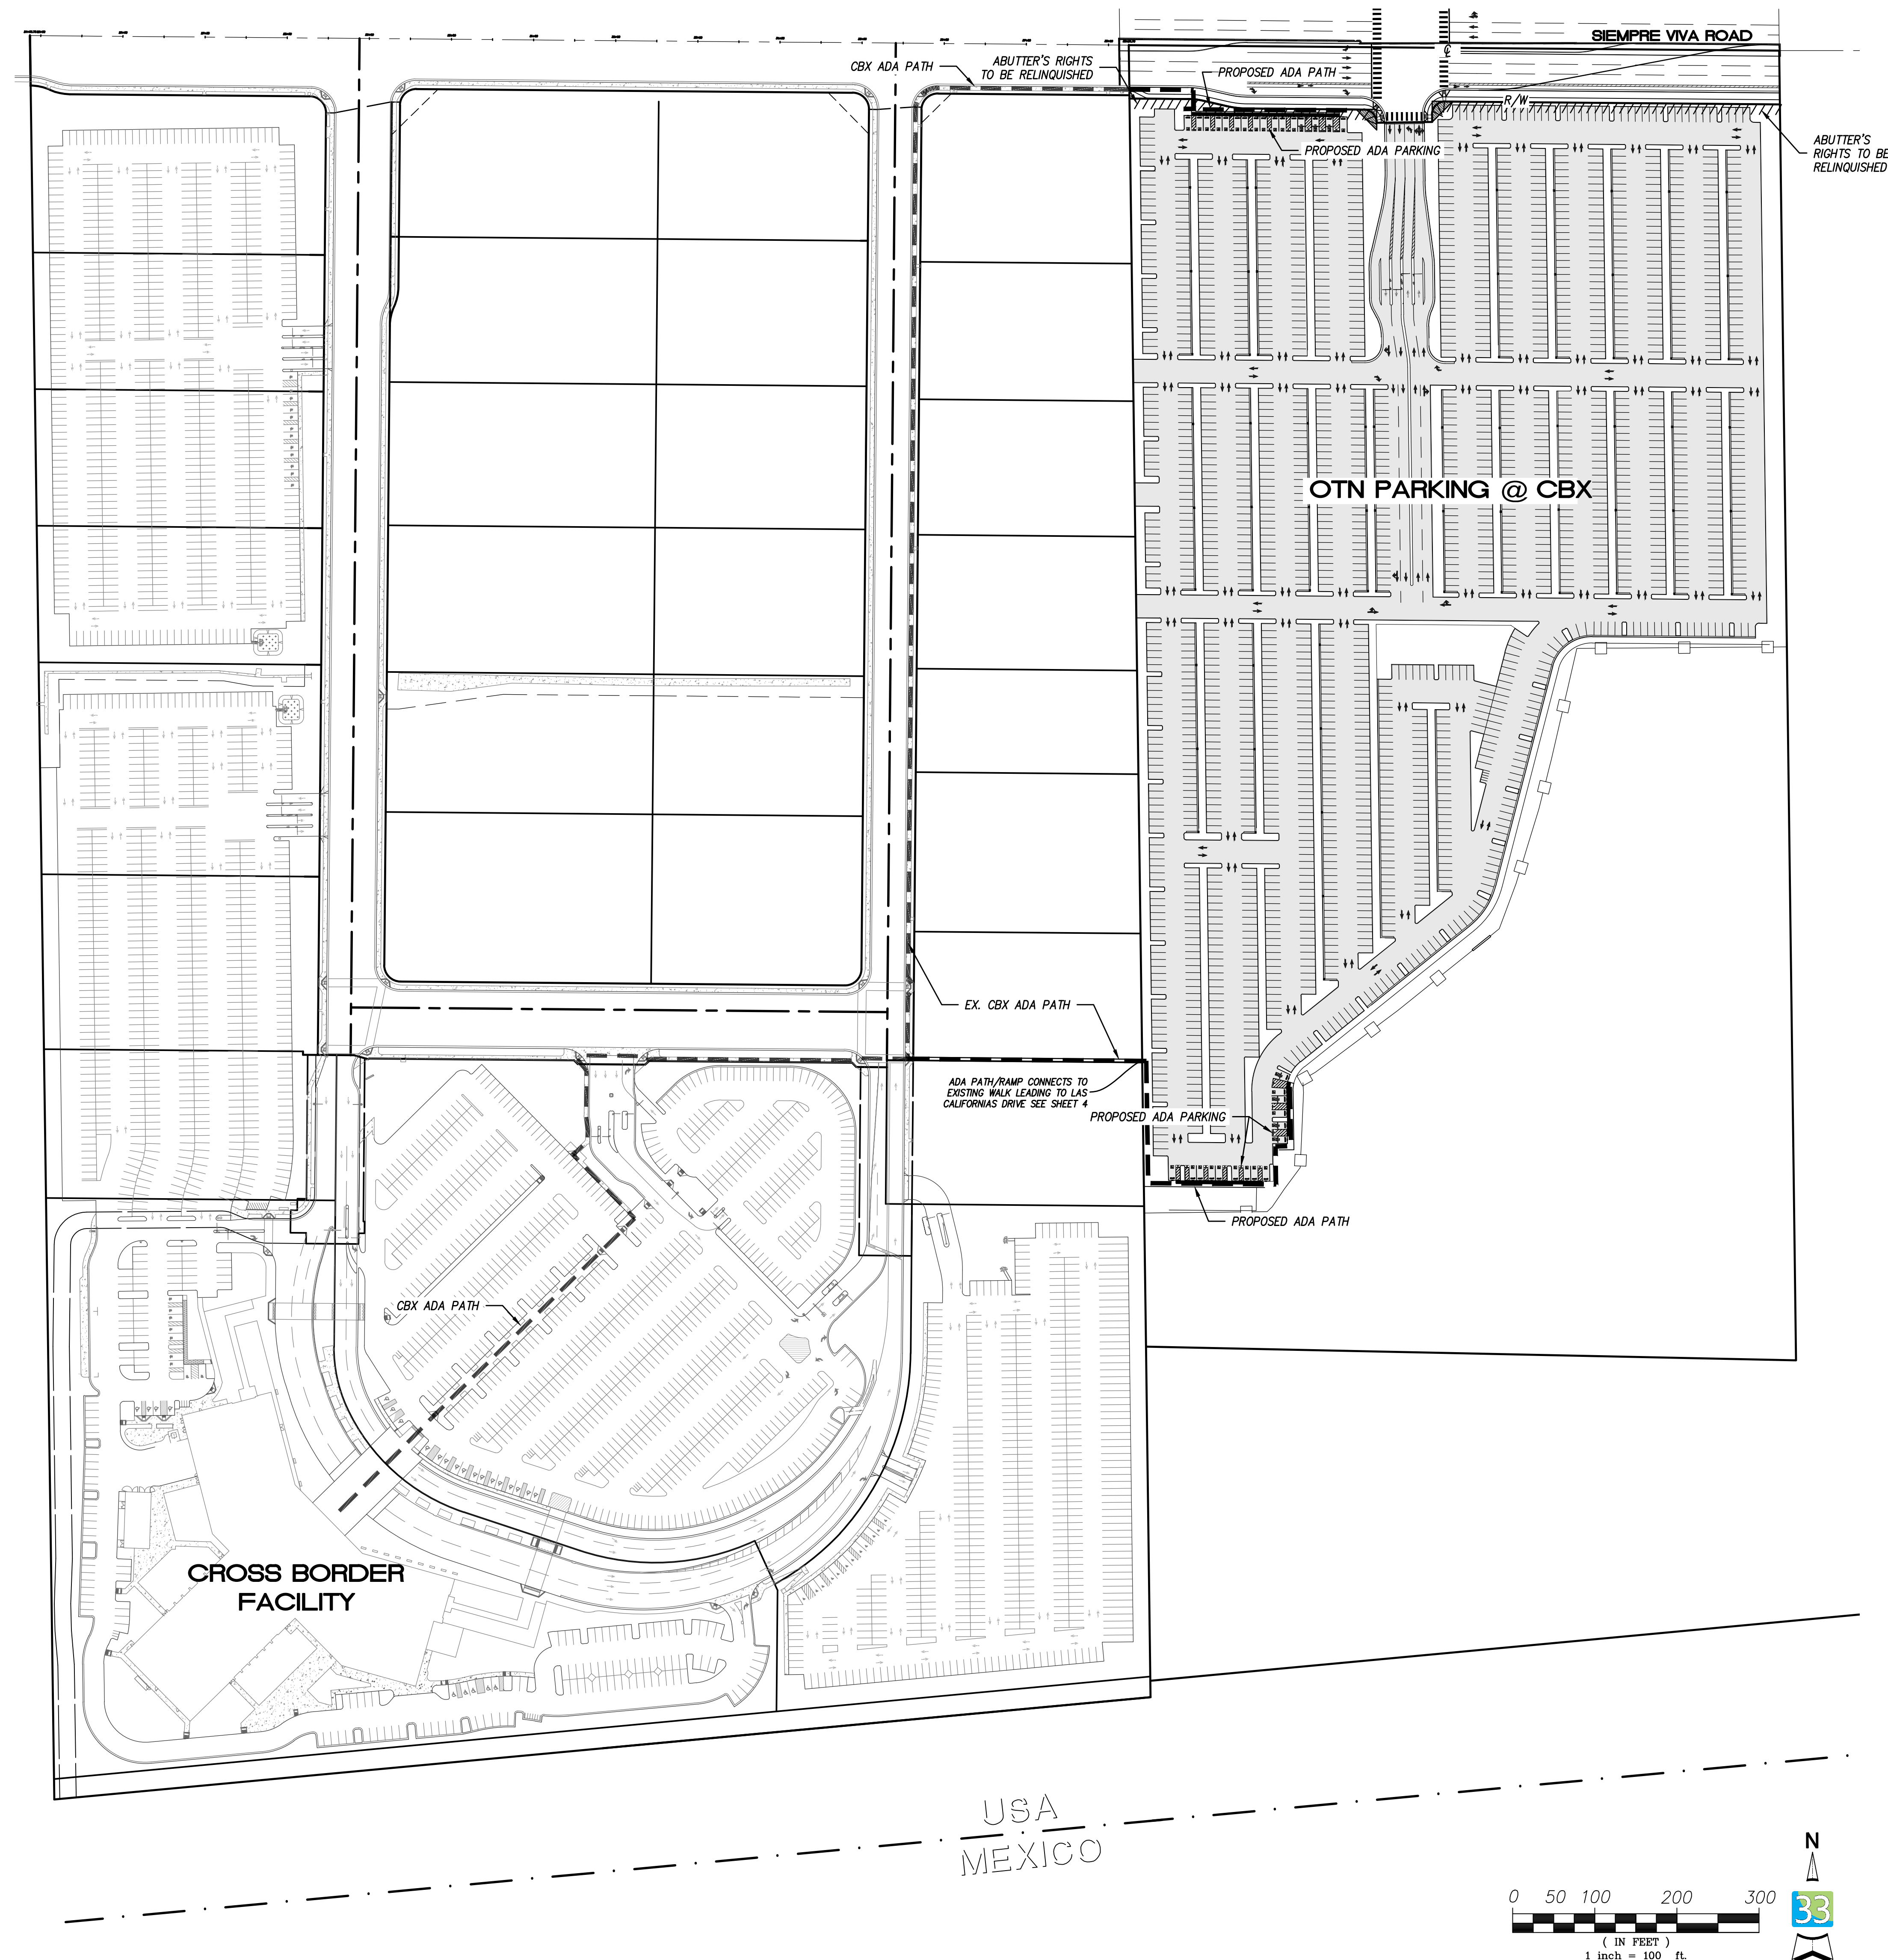 SIEMPRE VIVA ROAD
CBX ADA PATH
ABUTTER'S RIGHTS
TO BE RELINQUISHED
PROPOSED ADA PATH
R/W
PROPOSED ADA PARKING
ABUTTER'S
RIGHTS TO BE
RELINQUISHED
OTN PARKING @ CBX
EX. CBX ADA PATH
ADA PATH/RAMP CONNECTS TO
EXISTING WALK LEADING TO LAS
CALIFORNIAS DRIVE SEE SHEET 4
PROPOSED ADA PARKING
PROPOSED ADA PATH
CBX ADA PATH
CROSS BORDER
FACILITY
USA
MEXICO
N
33
0 50 100 200 300
( IN FEET )
1 inch = 100 ft.